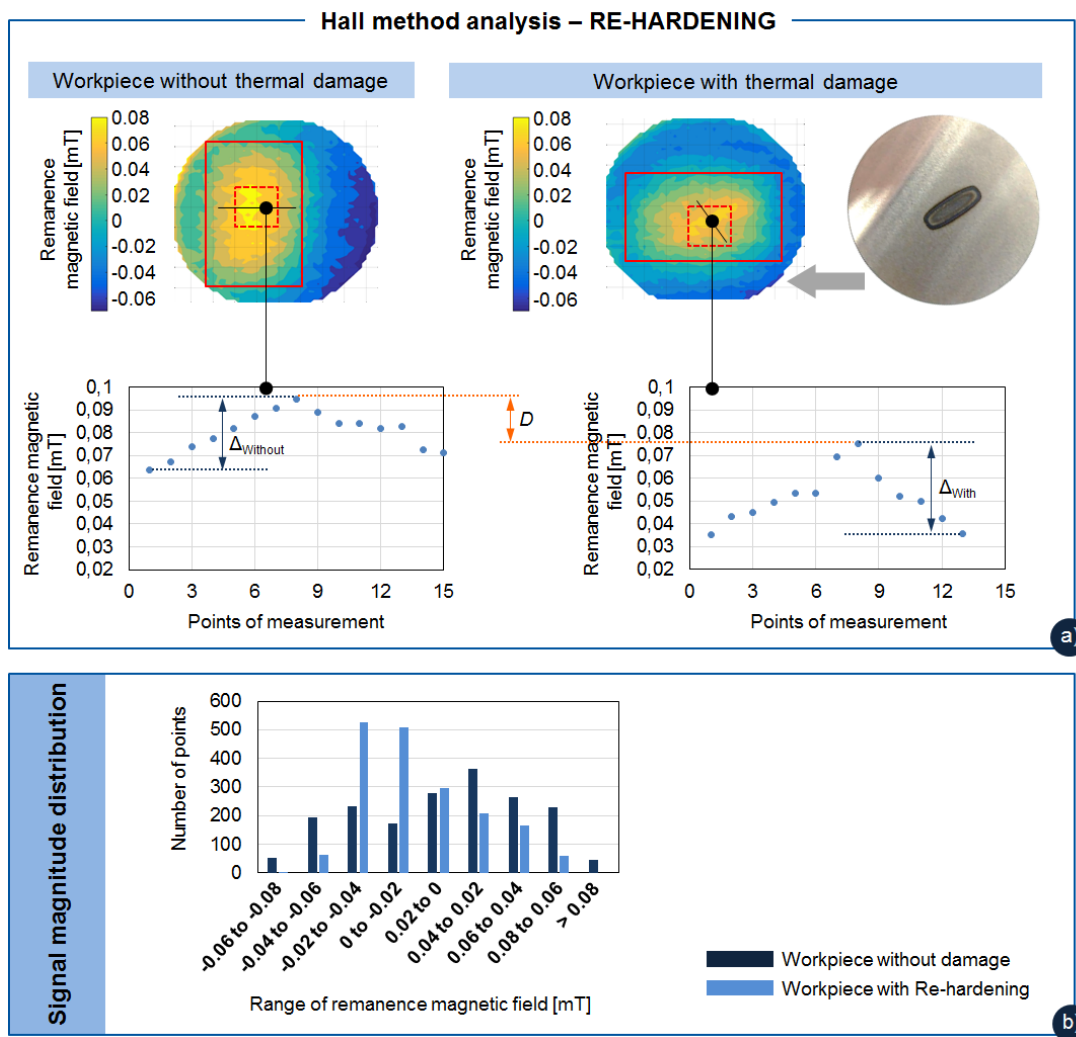 Hall method analysis – RE-HARDENING
Workpiece without thermal damage
Workpiece with thermal damage
Remanence
magnetic field [mT]
0.08
0.06
0.04
0.02
0
-0.02
-0.04
-0.06
Remanence
magnetic field [mT]
0.08
0.06
0.04
0.02
0
-0.02
-0.04
-0.06
Remanence magnetic
field [mT]
0,1
0,09
0,08
0,07
0,06
0,05
0,04
0,03
0,02
ΔWithout
0 3 6 9 12 15
Points of measurement
D
Remanence magnetic
field [mT]
0,1
0,09
0,08
0,07
0,06
0,05
0,04
0,03
0,02
ΔWith
0 3 6 9 12 15
Points of measurement
a)
Signal magnitude distribution
Number of points
600
500
400
300
200
100
0
-0.06 to -0.08
-0.04 to -0.06
-0.02 to -0.04
0 to -0.02
0.02 to 0
0.04 to 0.02
0.06 to 0.04
0.08 to 0.06
> 0.08
Range of remanence magnetic field [mT]
Workpiece without damage
Workpiece with Re-hardening
b)